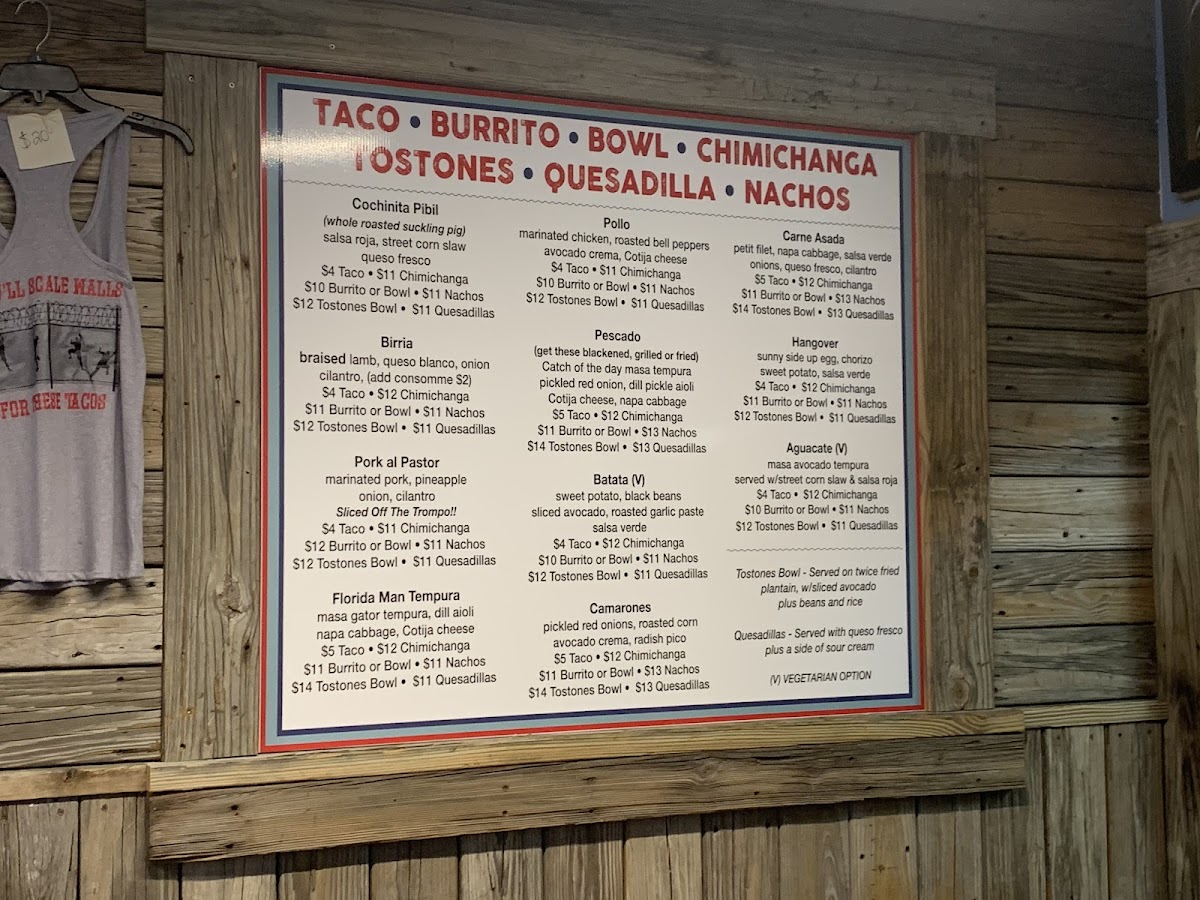 $20
'LL SCALE WALLS
FOR THESE TACOS
TACO • BURRITO • BOWL • CHIMICHANGA
TOSTONES • QUESADILLA • NACHOS
Cochinita Pibil
(whole roasted suckling pig)
salsa roja, street corn slaw
queso fresco
$4 Taco • $11 Chimichanga
$10 Burrito or Bowl • $11 Nachos
$12 Tostones Bowl • $11 Quesadillas
Birria
braised lamb, queso blanco, onion
cilantro, (add consomme $2)
$4 Taco • $12 Chimichanga
$11 Burrito or Bowl • $11 Nachos
$12 Tostones Bowl • $11 Quesadillas
Pork al Pastor
marinated pork, pineapple
onion, cilantro
Sliced Off The Trompo!!
$4 Taco • $11 Chimichanga
$12 Burrito or Bowl • $11 Nachos
$12 Tostones Bowl • $11 Quesadillas
Florida Man Tempura
masa gator tempura, dill aioli
napa cabbage, Cotija cheese
$5 Taco • $12 Chimichanga
$11 Burrito or Bowl • $11 Nachos
$14 Tostones Bowl • $11 Quesadillas
Pollo
marinated chicken, roasted bell peppers
avocado crema, Cotija cheese
$4 Taco • $11 Chimichanga
$10 Burrito or Bowl • $11 Nachos
$12 Tostones Bowl • $11 Quesadillas
Pescado
(get these blackened, grilled or fried)
Catch of the day masa tempura
pickled red onion, dill pickle aioli
Cotija cheese, napa cabbage
$5 Taco • $12 Chimichanga
$11 Burrito or Bowl • $13 Nachos
$14 Tostones Bowl • $13 Quesadillas
Batata (V)
sweet potato, black beans
sliced avocado, roasted garlic paste
salsa verde
$4 Taco • $12 Chimichanga
$10 Burrito or Bowl • $11 Nachos
$12 Tostones Bowl • $11 Quesadillas
Camarones
pickled red onions, roasted corn
avocado crema, radish pico
$5 Taco • $12 Chimichanga
$11 Burrito or Bowl • $13 Nachos
$14 Tostones Bowl • $13 Quesadillas
Carne Asada
petit filet, napa cabbage, salsa verde
onions, queso fresco, cilantro
$5 Taco • $12 Chimichanga
$11 Burrito or Bowl • $13 Nachos
$14 Tostones Bowl • $13 Quesadillas
Hangover
sunny side up egg, chorizo
sweet potato, salsa verde
$4 Taco • $12 Chimichanga
$11 Burrito or Bowl • $11 Nachos
$12 Tostones Bowl • $11 Quesadillas
Aguacate (V)
masa avocado tempura
served w/street corn slaw & salsa roja
$4 Taco • $12 Chimichanga
$10 Burrito or Bowl • $11 Nachos
$12 Tostones Bowl • $11 Quesadillas
Tostones Bowl - Served on twice fried
plantain, w/sliced avocado
plus beans and rice
Quesadillas - Served with queso fresco
plus a side of sour cream
(V) VEGETARIAN OPTION